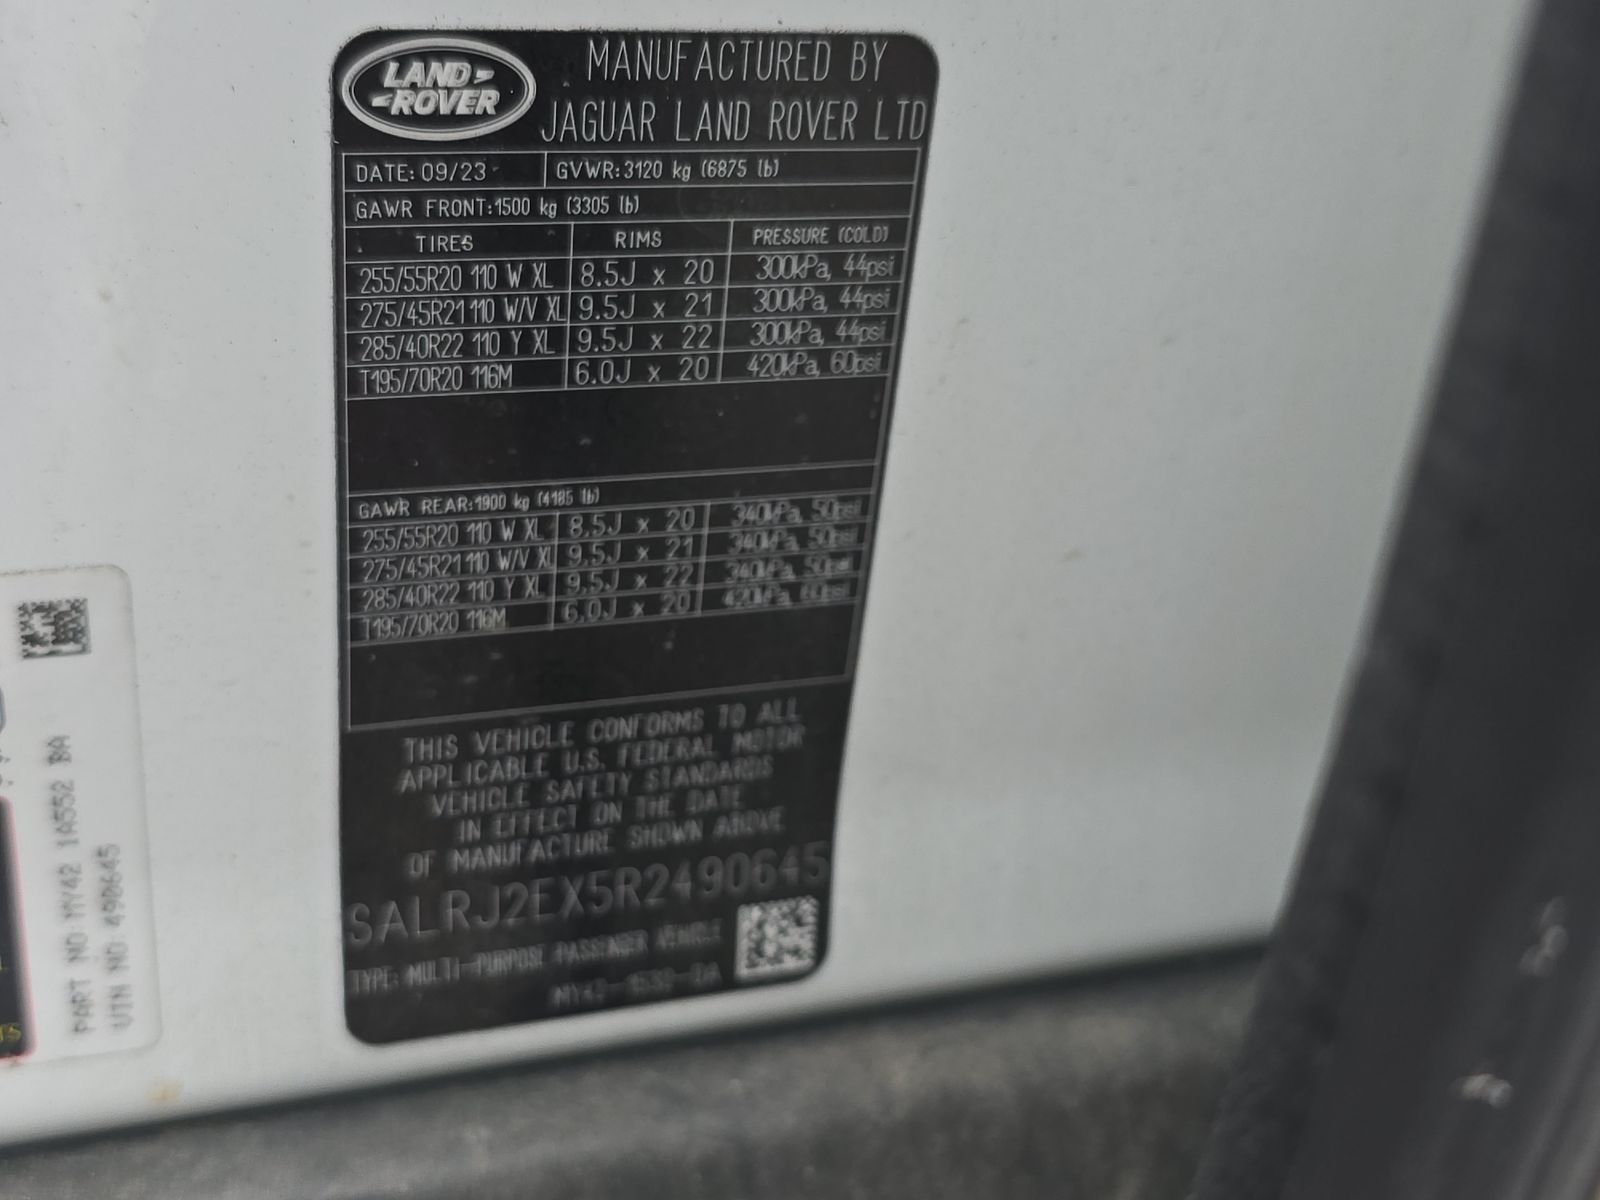 LAND
ROVER
MANUFACTURED BY
JAGUAR LAND ROVER LTD
DATE: 09/23 GVWR:3120 kg (6875 lb)
GAWR FRONT:1500 kg (3305 lb)
TIRES RIMS PRESSURE (COLD)
255/55R20 110 W XL 8.5J x 20 300kPa, 44psi
275/45R21 110 W/V XL 9.5J x 21 300kPa, 44psi
285/40R22 110 Y XL 9.5J x 22 300kPa, 44psi
T195/70R20 116M 6.0J x 20 420kPa, 60psi
GAWR REAR:1900 kg (4185 lb)
255/55R20 110 W XL 8.5J x 20 340kPa, 50psi
275/45R21 110 W/V XL 9.5J x 21 340kPa, 50psi
285/40R22 110 Y XL 9.5J x 22 340kPa, 50psi
T195/70R20 116M 6.0J x 20 420kPa, 60psi
THIS VEHICLE CONFORMS TO ALL
APPLICABLE U.S. FEDERAL MOTOR
VEHICLE SAFETY STANDARDS
IN EFFECT ON THE DATE
OF MANUFACTURE SHOWN ABOVE
SALRJ2EX5R2490645
TYPE: MULTI-PURPOSE PASSENGER VEHICLE
PART NO MY42 1A552 BA
VIN NO 490645